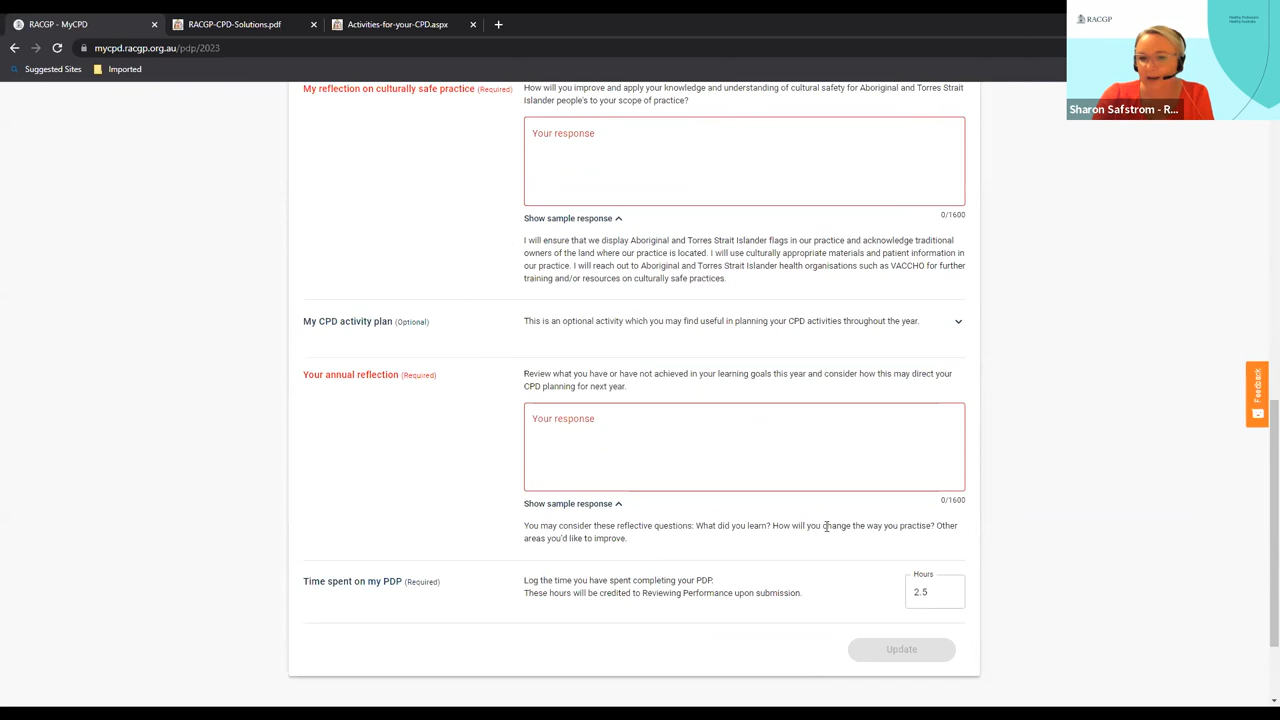 RACGP - MyCPD
RACGP-CPD-Solutions.pdf
Activities-for-your-CPD.aspx
mycpd.racgp.org.au/pdp/2023
Suggested Sites
Imported
RACGP
Healthy Profession.
Healthy Australia.
Sharon Safstrom - R...
My reflection on culturally safe practice (Required)
How will you improve and apply your knowledge and understanding of cultural safety for Aboriginal and Torres Strait
Islander people's to your scope of practice?
Your response
0/1600
Show sample response
I will ensure that we display Aboriginal and Torres Strait Islander flags in our practice and acknowledge traditional
owners of the land where our practice is located. I will use culturally appropriate materials and patient information in
our practice. I will reach out to Aboriginal and Torres Strait Islander health organisations such as VACCHO for further
training and/or resources on culturally safe practices.
My CPD activity plan (Optional)
This is an optional activity which you may find useful in planning your CPD activities throughout the year.
Your annual reflection (Required)
Review what you have or have not achieved in your learning goals this year and consider how this may direct your
CPD planning for next year.
Your response
0/1600
Show sample response
You may consider these reflective questions: What did you learn? How will you change the way you practise? Other
areas you'd like to improve.
Time spent on my PDP (Required)
Log the time you have spent completing your PDP.
These hours will be credited to Reviewing Performance upon submission.
Hours
2.5
Update
Feedback